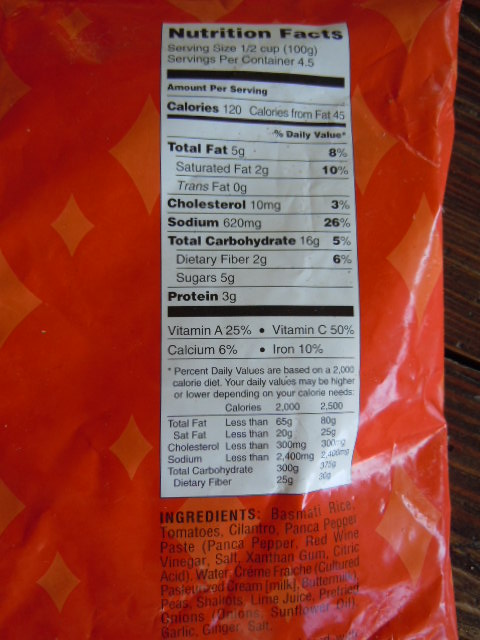 Nutrition Facts
Serving Size 1/2 cup (100g)
Servings Per Container 4.5
Amount Per Serving
Calories 120 Calories from Fat 45
% Daily Value*
Total Fat 5g 8%
Saturated Fat 2g 10%
Trans Fat 0g
Cholesterol 10mg 3%
Sodium 620mg 26%
Total Carbohydrate 16g 5%
Dietary Fiber 2g 6%
Sugars 5g
Protein 3g
Vitamin A 25% • Vitamin C 50%
Calcium 6% • Iron 10%
* Percent Daily Values are based on a 2,000
calorie diet. Your daily values may be higher
or lower depending on your calorie needs:
Calories 2,000 2,500
Total Fat Less than 65g 80g
Sat Fat Less than 20g 25g
Cholesterol Less than 300mg 300mg
Sodium Less than 2,400mg 2,400mg
Total Carbohydrate 300g 375g
Dietary Fiber 25g 30g
INGREDIENTS: Basmati Rice,
Tomatoes, Cilantro, Panca Pepper
Paste (Panca Pepper, Red Wine
Vinegar, Salt, Xanthan Gum, Citric
Acid), Water, Crème Fraiche (Cultured
Pasteurized Cream [milk], Buttermilk),
Peas, Shallots, Lime Juice, Prefried
Onions (Onions, Sunflower Oil),
Garlic, Ginger, Salt.